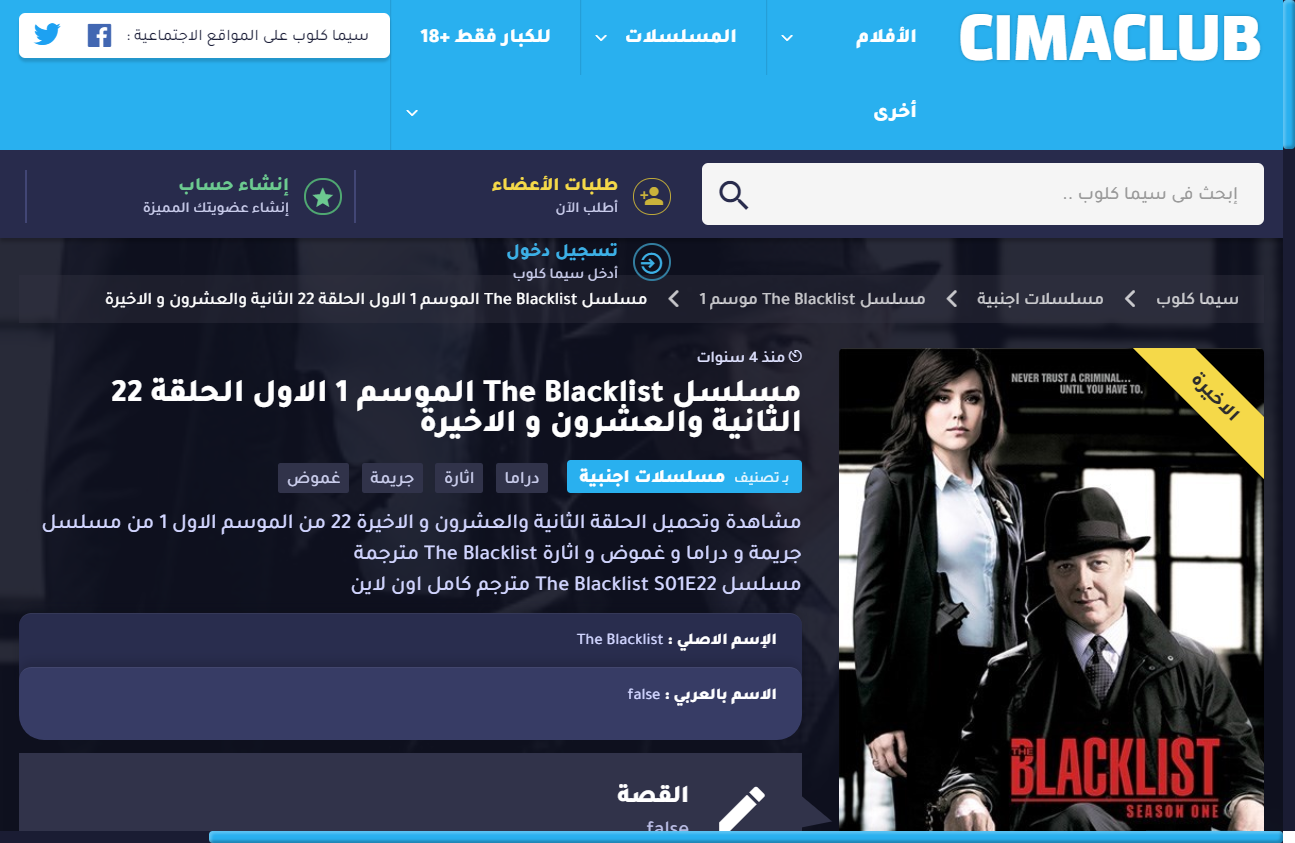 CIMACLUB
الأفلام
المسلسلات
للكبار فقط +18
سيما كلوب على المواقع الاجتماعية :
أخرى
إبحث فى سيما كلوب ..
طلبات الأعضاء
أطلب الآن
إنشاء حساب
إنشاء عضويتك المميزة
تسجيل دخول
أدخل سيما كلوب
سيما كلوب
مسلسلات اجنبية
مسلسل The Blacklist موسم 1
مسلسل The Blacklist الموسم 1 الاول الحلقة 22 الثانية والعشرون و الاخيرة
الاخيرة
NEVER TRUST A CRIMINAL...
UNTIL YOU HAVE TO.
THE
BLACKLIST
SEASON ONE
منذ 4 سنوات
مسلسل The Blacklist الموسم 1 الاول الحلقة 22
الثانية والعشرون و الاخيرة
بـ تصنيف مسلسلات اجنبية
دراما
اثارة
جريمة
غموض
مشاهدة وتحميل الحلقة الثانية والعشرون و الاخيرة 22 من الموسم الاول 1 من مسلسل
جريمة و دراما و غموض و اثارة The Blacklist مترجمة
مسلسل The Blacklist S01E22 مترجم كامل اون لاين
الإسم الاصلي : The Blacklist
الاسم بالعربي : false
القصة
false